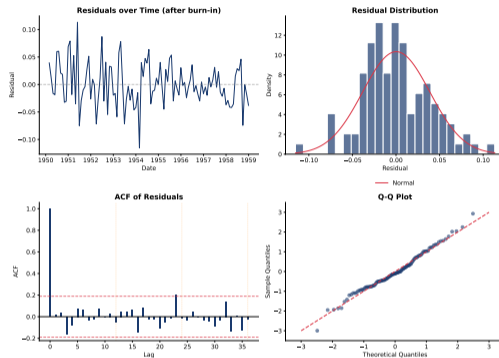 Residuals over Time (after burn-in)
Residual
0.10
0.05
0.00
−0.05
−0.10
1950 1951 1952 1953 1954 1955 1956 1957 1958 1959
Date
Residual Distribution
Density
12
10
8
6
4
2
0
−0.10 −0.05 0.00 0.05 0.10
Residual
Normal
ACF of Residuals
ACF
1.0
0.8
0.6
0.4
0.2
0.0
−0.2
0 5 10 15 20 25 30 35
Lag
Q-Q Plot
Sample Quantiles
3
2
1
0
−1
−2
−3
−3 −2 −1 0 1 2 3
Theoretical Quantiles